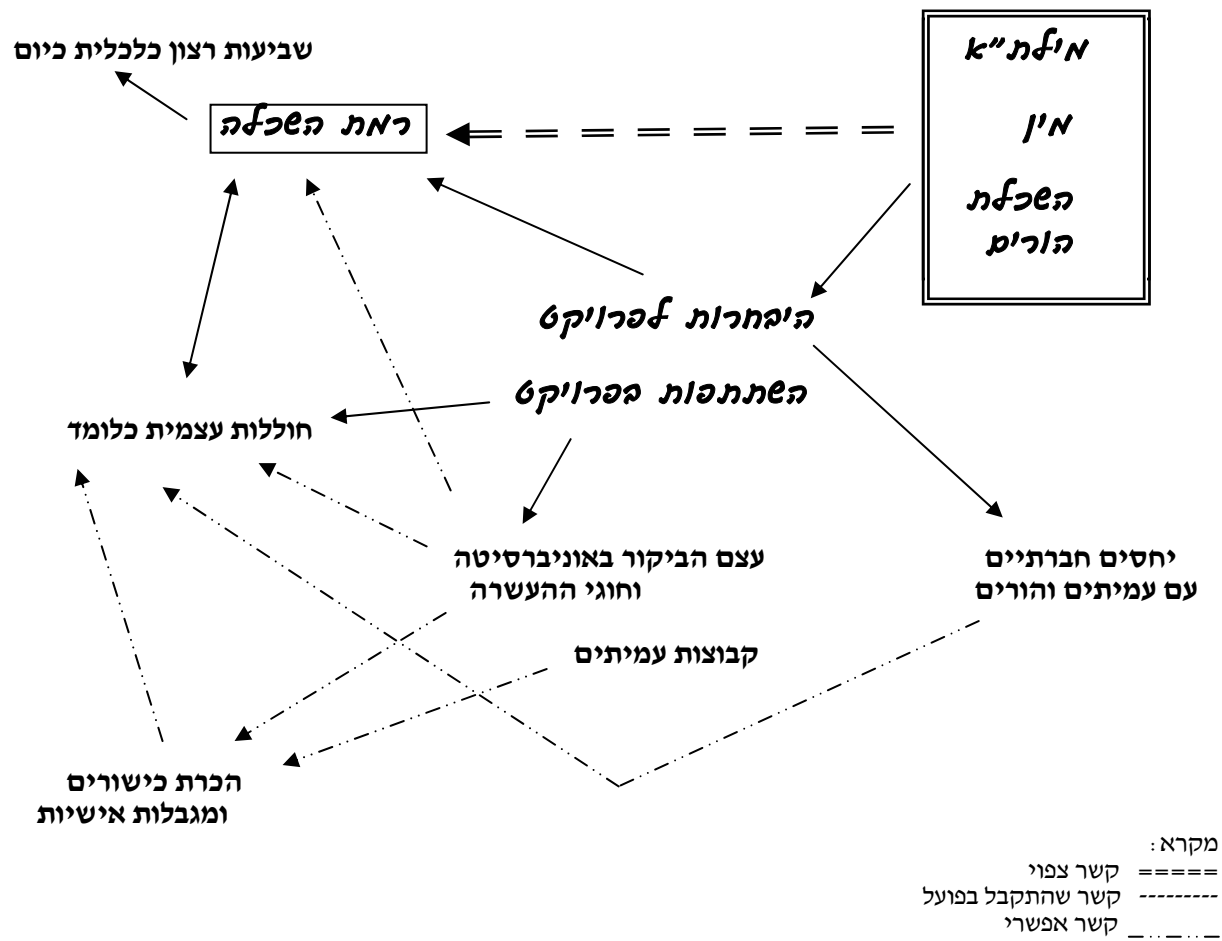 מילת״א
שביעות רצון כלכלית כיום
רמת השכלה
מין
השכלת
הורים
היבחרות לפרויקט
השתתפות בפרויקט
חוללות עצמית כלומד
יחסים חברתיים
עם עמיתים והורים
עצם הביקור באוניברסיטה
וחוגי ההעשרה
קבוצות עמיתים
הכרת כישורים
ומגבלות אישיות
מקרא:
===== קשר צפוי
--------- קשר שהתקבל בפועל
_.._.._ קשר אפשרי